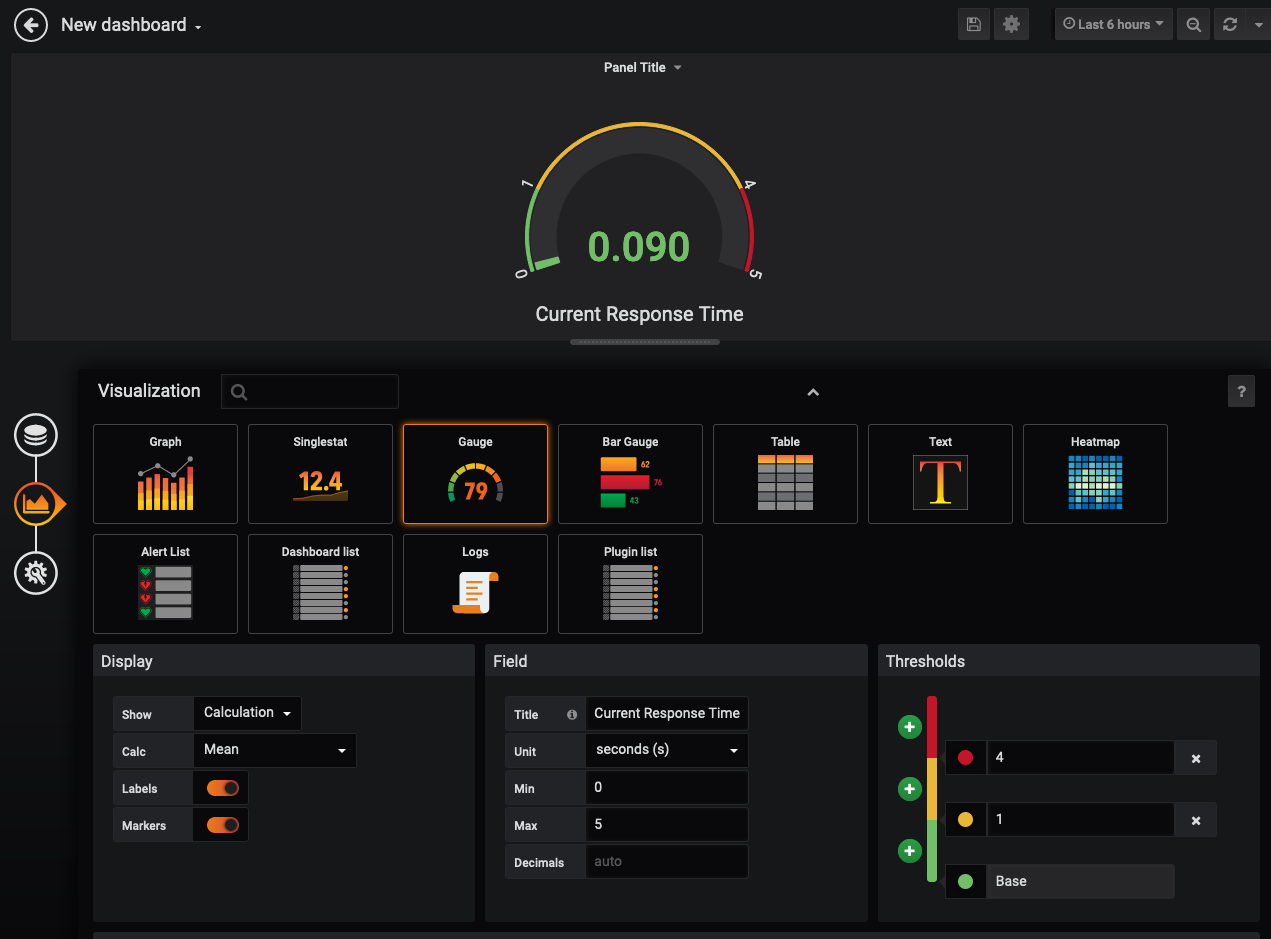 New dashboard
Last 6 hours
Panel Title
1
4
0.090
0
5
Current Response Time
Visualization
?
Graph
Singlestat
Gauge
Bar Gauge
Table
Text
Heatmap
12.4
79
62
76
43
T
Alert List
Dashboard list
Logs
Plugin list
Display
Field
Thresholds
Show Calculation
Calc Mean
Labels
Markers
Title Current Response Time
Unit seconds (s)
Min 0
Max 5
Decimals auto
4
1
Base